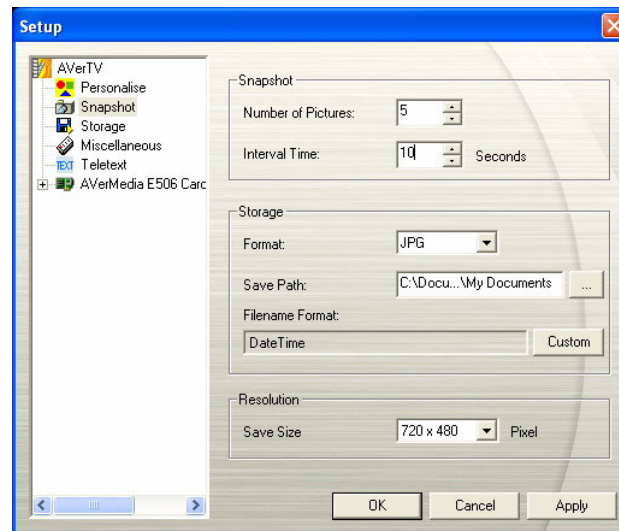 Setup
AVerTV
Personalise
Snapshot
Storage
Miscellaneous
TEXT Teletext
AVerMedia E506 Carc
Snapshot
Number of Pictures: 5
Interval Time: 10 Seconds
Storage
Format: JPG
Save Path: C:\Docu...\My Documents ...
Filename Format:
DateTime Custom
Resolution
Save Size 720 x 480 Pixel
OK Cancel Apply